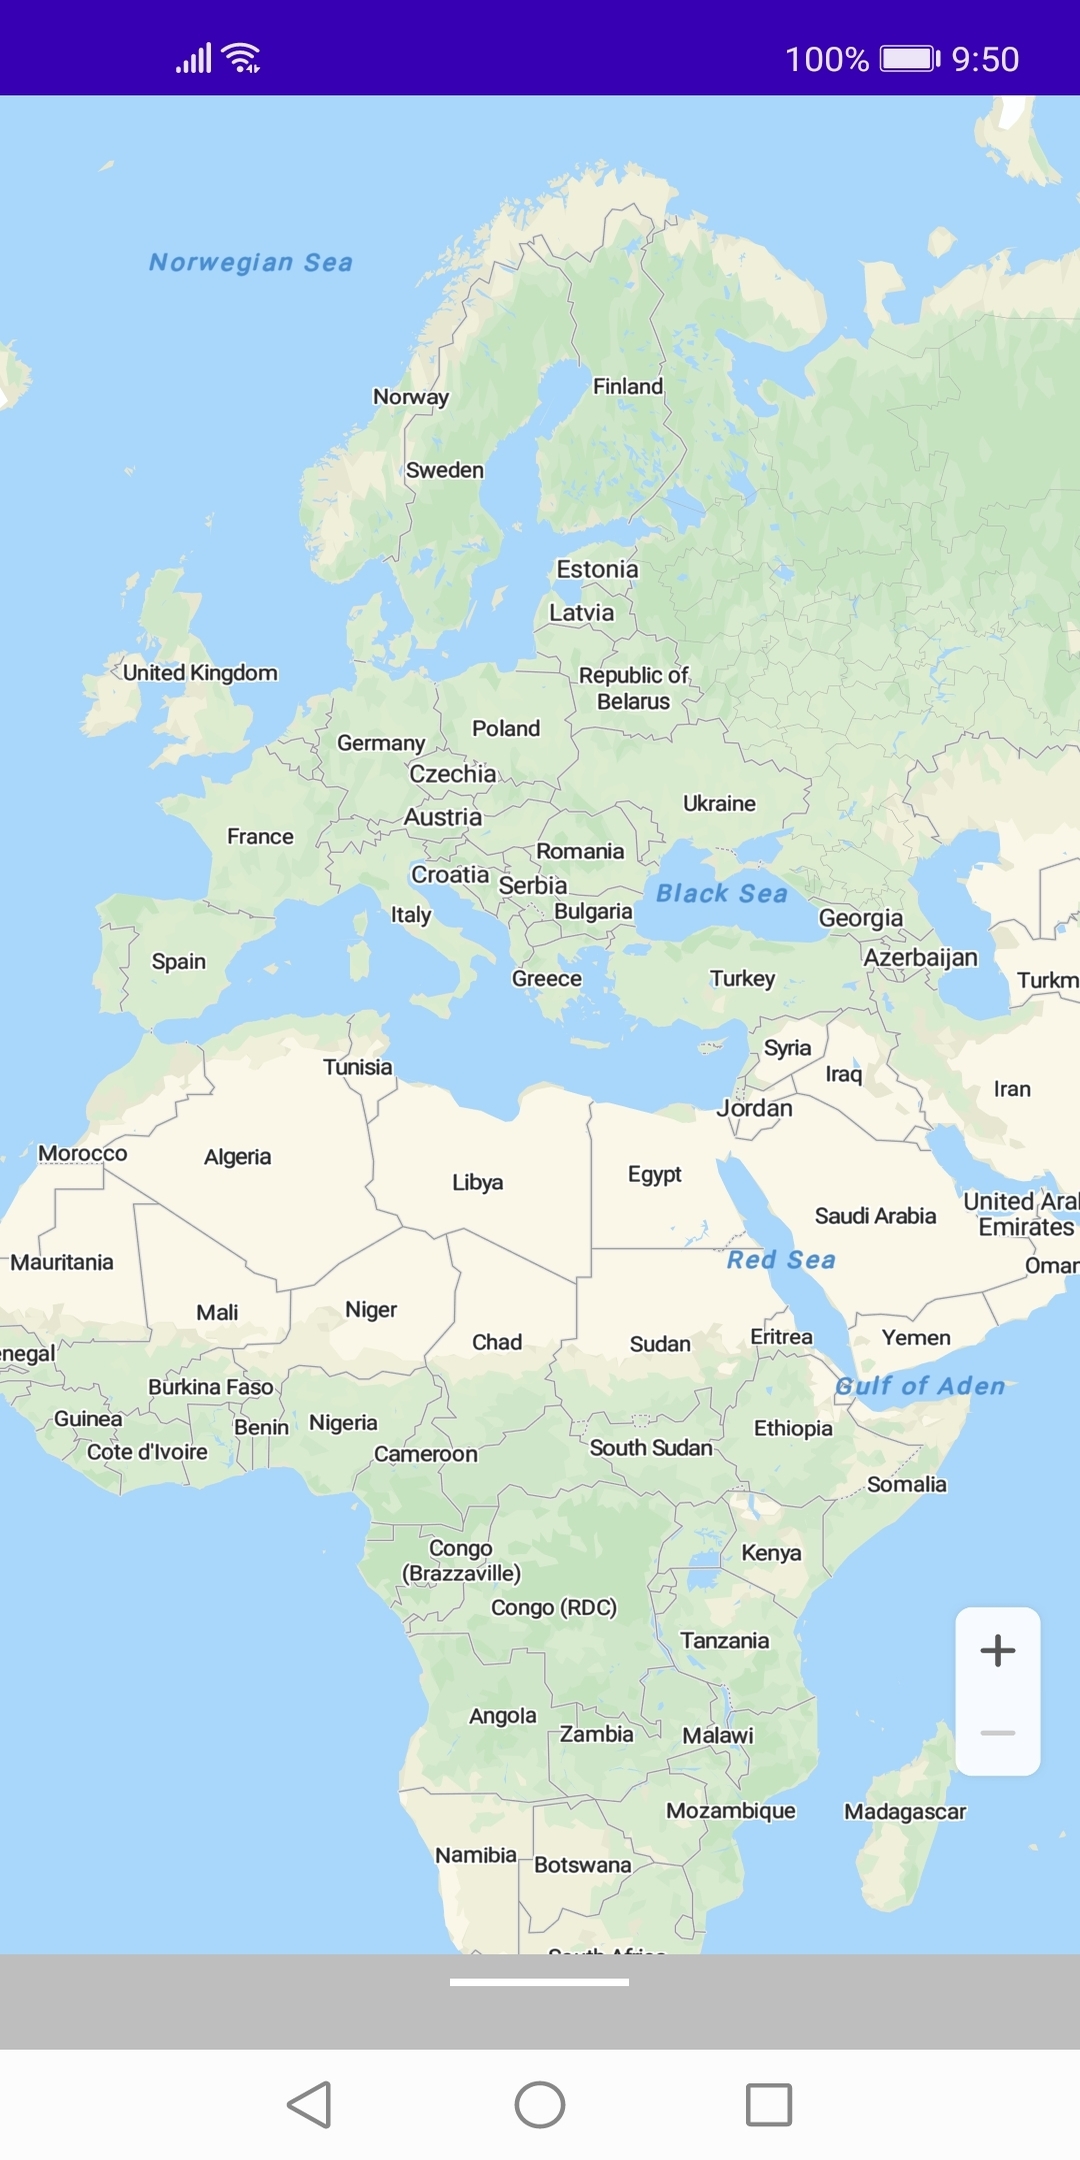 100% 9:50
Norwegian Sea
Norway
Finland
Sweden
Estonia
Latvia
United Kingdom
Republic of
Belarus
Poland
Germany
Czechia
Ukraine
Austria
France
Romania
Croatia
Serbia
Black Sea
Italy
Bulgaria
Georgia
Azerbaijan
Spain
Greece
Turkey
Turkm
Syria
Tunisia
Iraq
Iran
Jordan
Morocco
Algeria
Egypt
Libya
United Ara
Emirates
Saudi Arabia
Red Sea
Mauritania
Oman
Niger
Mali
Eritrea
Yemen
Chad
Sudan
enegal
Burkina Faso
Gulf of Aden
Guinea
Nigeria
Benin
Ethiopia
Cote d'Ivoire
South Sudan
Cameroon
Somalia
Congo
(Brazzaville)
Kenya
Congo (RDC)
Tanzania
Angola
Zambia
Malawi
Mozambique
Madagascar
Namibia
Botswana
South Africa